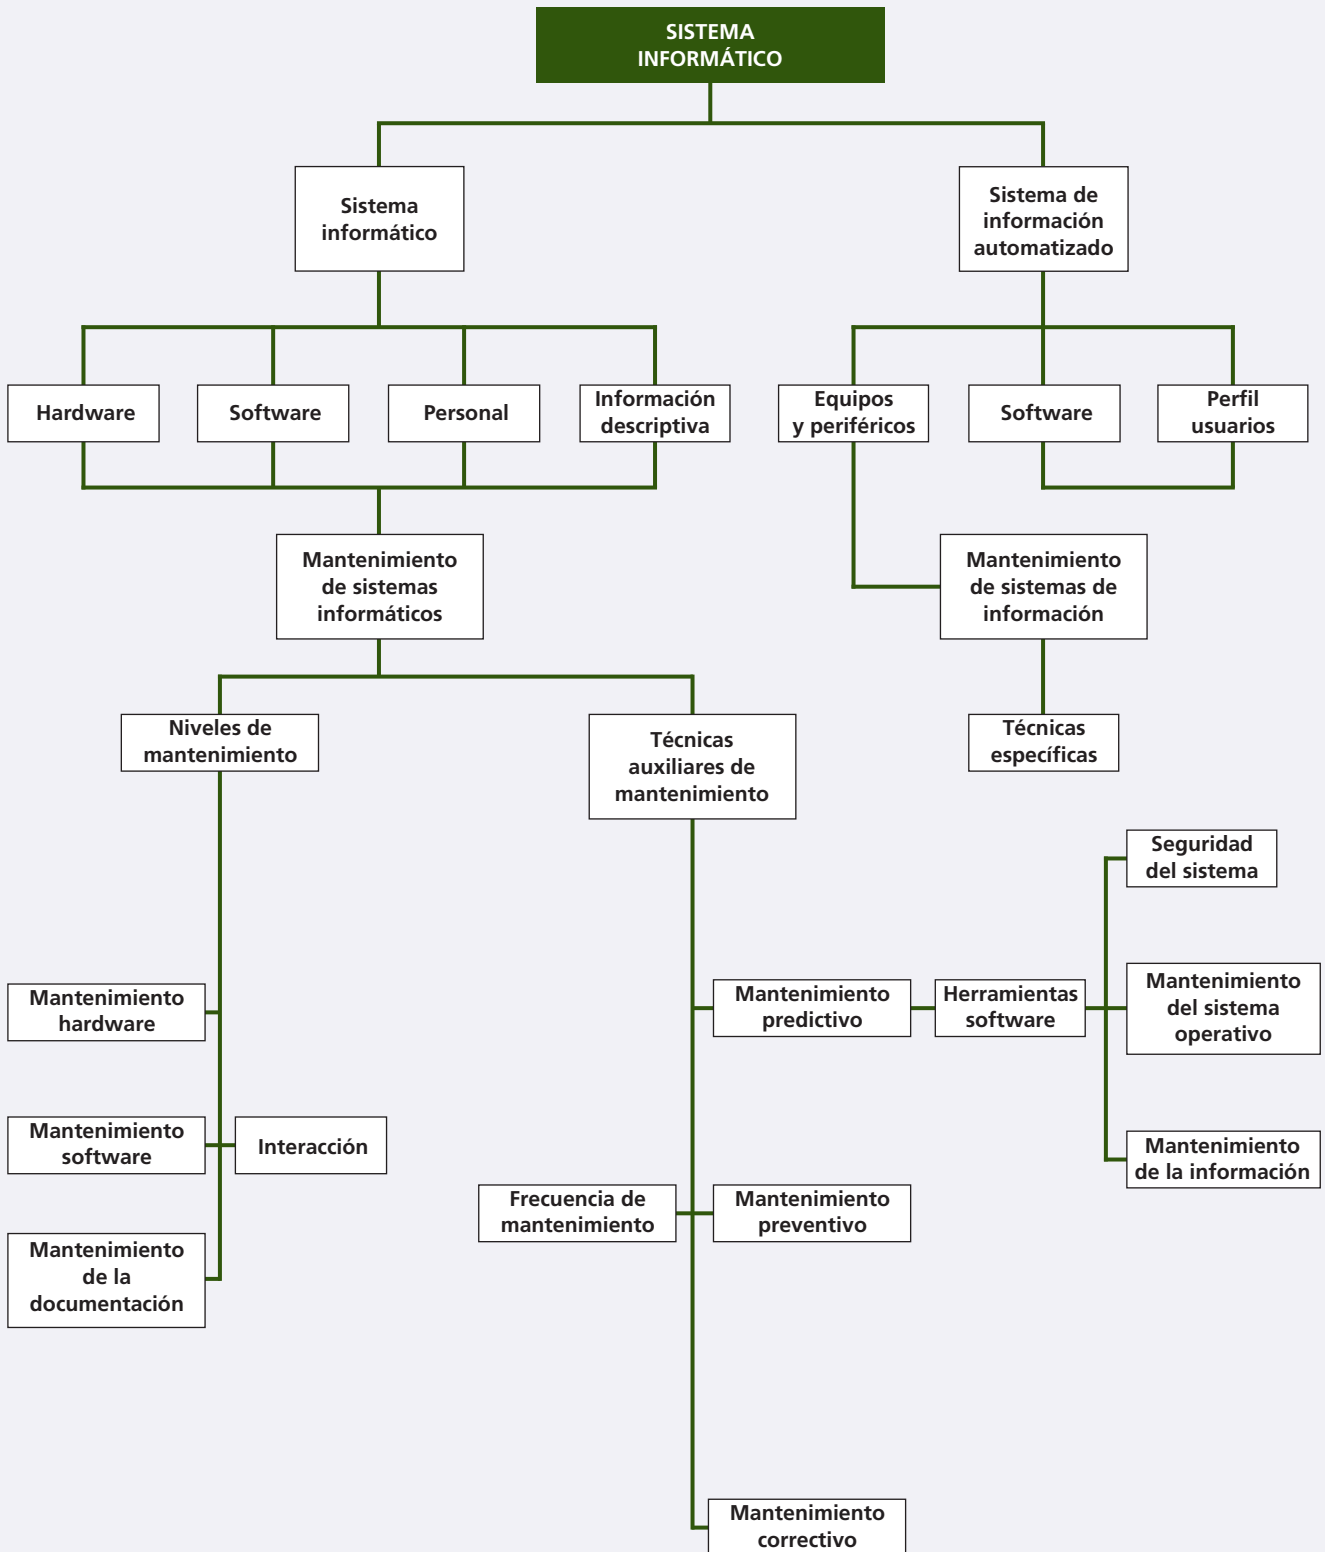 SISTEMA
INFORMÁTICO
Sistema
informático
Sistema de
información
automatizado
Hardware
Software
Personal
Información
descriptiva
Equipos
y periféricos
Software
Perfil
usuarios
Mantenimiento
de sistemas
informáticos
Mantenimiento
de sistemas de
información
Niveles de
mantenimiento
Técnicas
auxiliares de
mantenimiento
Técnicas
específicas
Seguridad
del sistema
Mantenimiento
hardware
Mantenimiento
predictivo
Herramientas
software
Mantenimiento
del sistema
operativo
Mantenimiento
software
Interacción
Mantenimiento
de la información
Frecuencia de
mantenimiento
Mantenimiento
preventivo
Mantenimiento
de la
documentación
Mantenimiento
correctivo